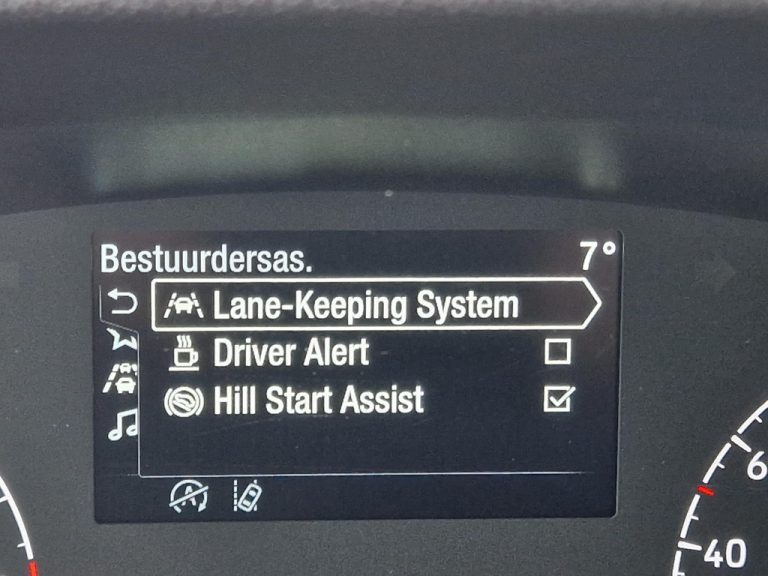 Bestuurdersas. 7°
Lane-Keeping System
Driver Alert
Hill Start Assist
A
6
40